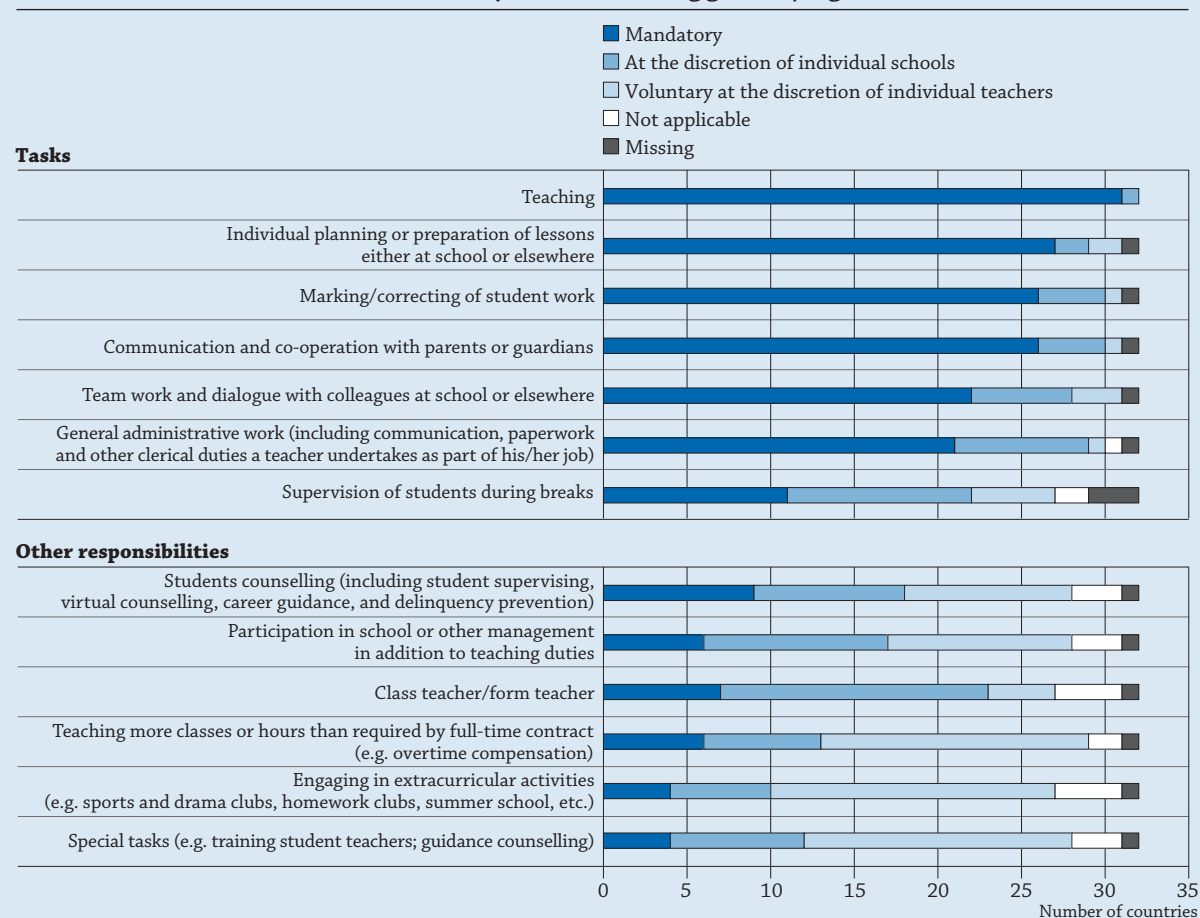 Mandatory
At the discretion of individual schools
Voluntary at the discretion of individual teachers
Not applicable
Missing
Tasks
Teaching
Individual planning or preparation of lessons
either at school or elsewhere
Marking/correcting of student work
Communication and co-operation with parents or guardians
Team work and dialogue with colleagues at school or elsewhere
General administrative work (including communication, paperwork
and other clerical duties a teacher undertakes as part of his/her job)
Supervision of students during breaks
Other responsibilities
Students counselling (including student supervising,
virtual counselling, career guidance, and delinquency prevention)
Participation in school or other management
in addition to teaching duties
Class teacher/form teacher
Teaching more classes or hours than required by full-time contract
(e.g. overtime compensation)
Engaging in extracurricular activities
(e.g. sports and drama clubs, homework clubs, summer school, etc.)
Special tasks (e.g. training student teachers; guidance counselling)
0 5 10 15 20 25 30 35
Number of countries